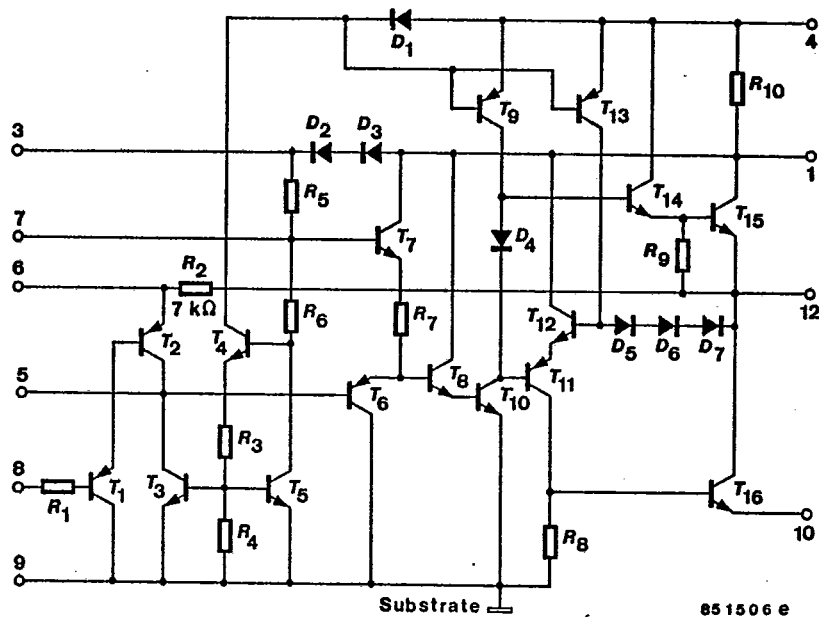 D1
4
T9
T13
R10
3
D2
D3
1
R5
T14
T15
7
T7
D4
R9
6
R2
7 kΩ
12
R6
R7
T12
D5
D6
D7
T2
T4
5
T6
T8
T10
T11
R3
8
R1
T1
T3
T5
T16
R4
R8
10
9
Substrate
851506 e